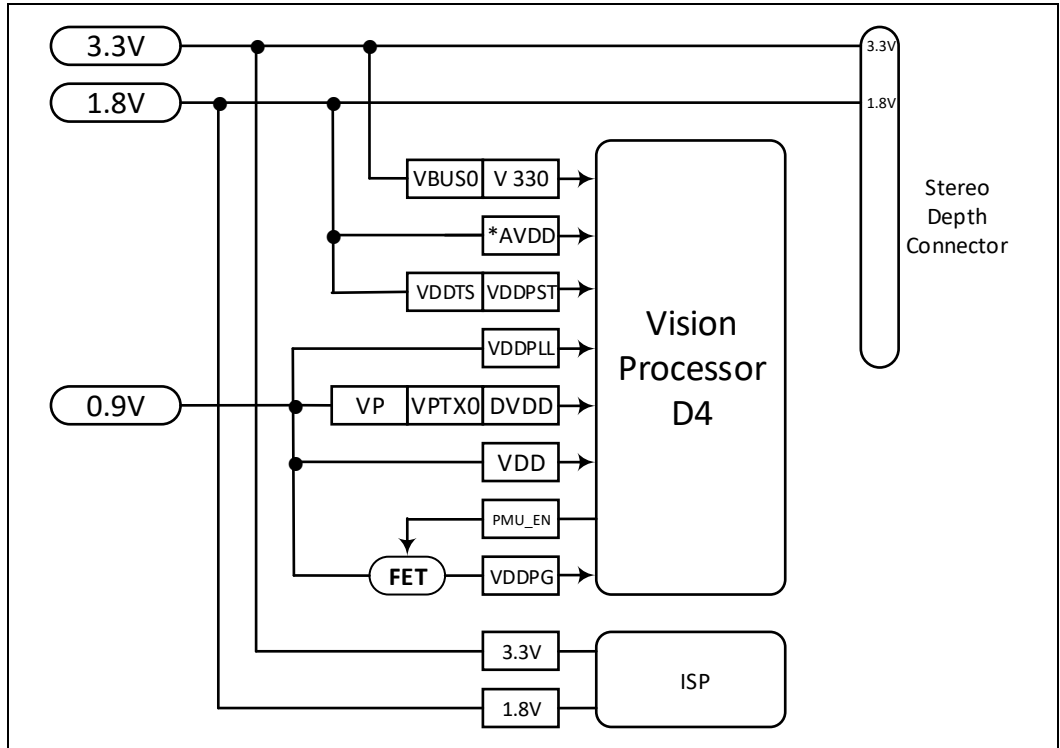 3.3V
3.3V
1.8V
1.8V
VBUS0 V 330
Stereo
Depth
Connector
*AVDD
VDDTS VDDPST
Vision
Processor
D4
VDDPLL
0.9V
VP VPTX0 DVDD
VDD
PMU_EN
FET
VDDPG
3.3V
ISP
1.8V